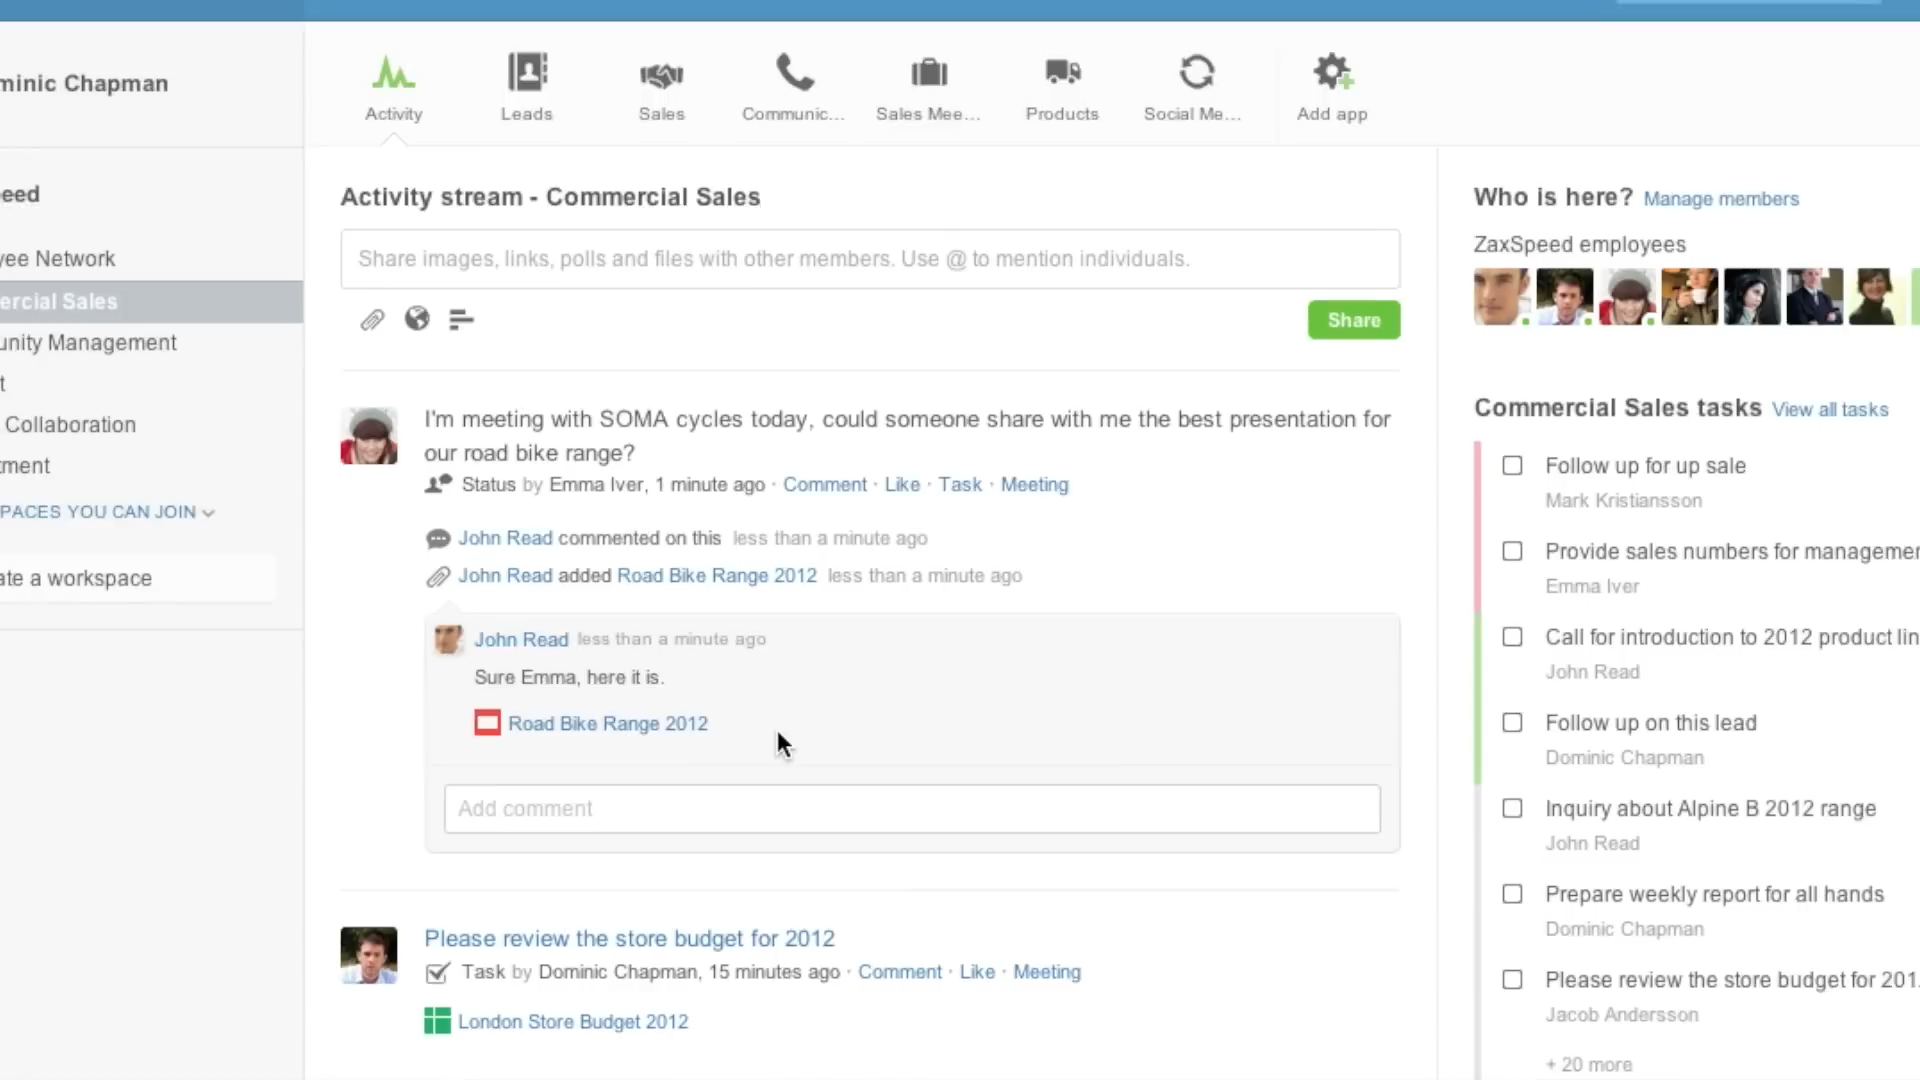 minic Chapman
Activity
Leads
Sales
Communic...
Sales Mee...
Products
Social Me...
Add app
eed
yee Network
ercial Sales
unity Management
t
Collaboration
tment
PACES YOU CAN JOIN
ate a workspace
Activity stream - Commercial Sales
Share images, links, polls and files with other members. Use @ to mention individuals.
Share
I'm meeting with SOMA cycles today, could someone share with me the best presentation for
our road bike range?
Status by Emma Iver, 1 minute ago · Comment · Like · Task · Meeting
John Read commented on this less than a minute ago
John Read added Road Bike Range 2012 less than a minute ago
John Read less than a minute ago
Sure Emma, here it is.
Road Bike Range 2012
Add comment
Please review the store budget for 2012
Task by Dominic Chapman, 15 minutes ago · Comment · Like · Meeting
London Store Budget 2012
Who is here? Manage members
ZaxSpeed employees
Commercial Sales tasks View all tasks
Follow up for up sale
Mark Kristiansson
Provide sales numbers for managemen
Emma Iver
Call for introduction to 2012 product lin
John Read
Follow up on this lead
Dominic Chapman
Inquiry about Alpine B 2012 range
John Read
Prepare weekly report for all hands
Dominic Chapman
Please review the store budget for 201.
Jacob Andersson
+ 20 more